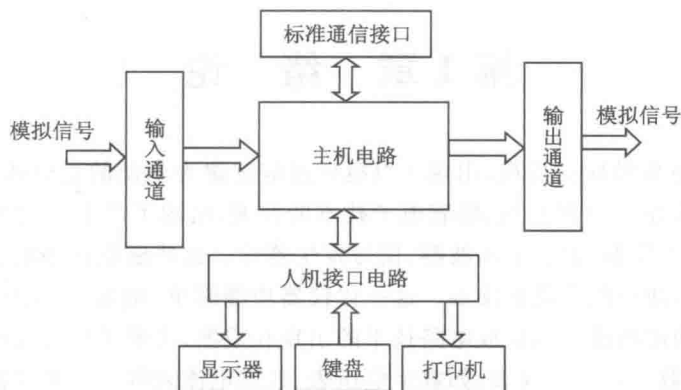 标准通信接口
模拟信号
输入通道
主机电路
输出通道
模拟信号
人机接口电路
显示器
键盘
打印机